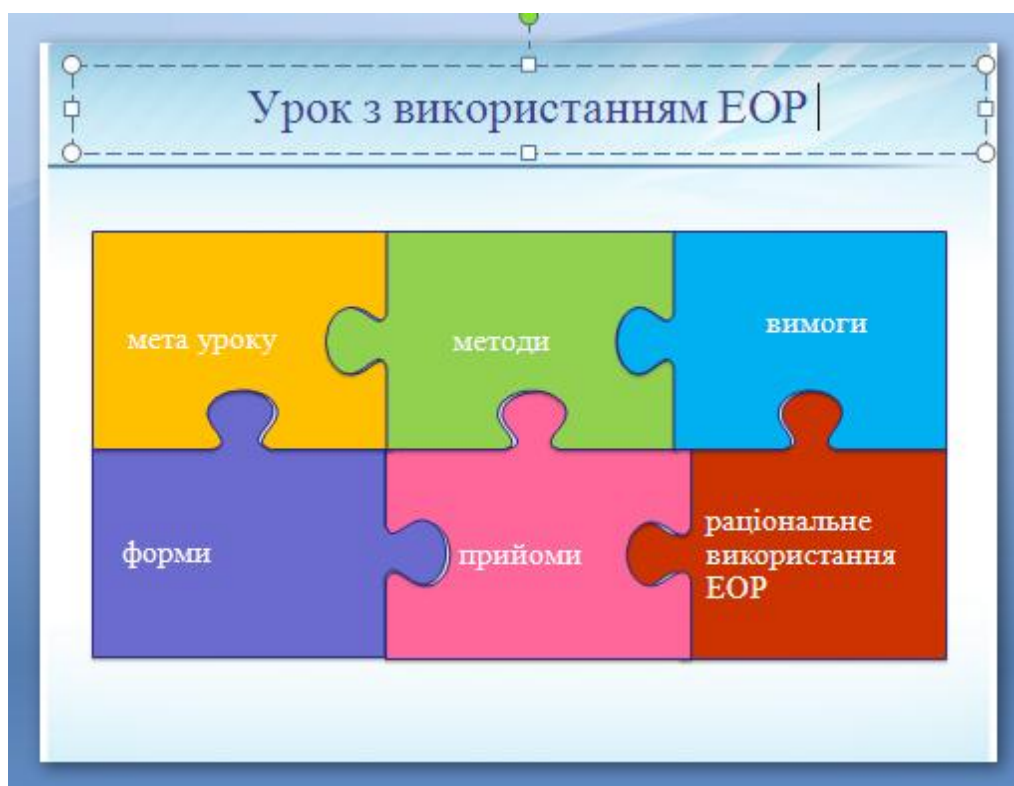 Урок з використанням ЕОР
мета уроку
методи
вимоги
форми
прийоми
раціональне
використання
ЕОР